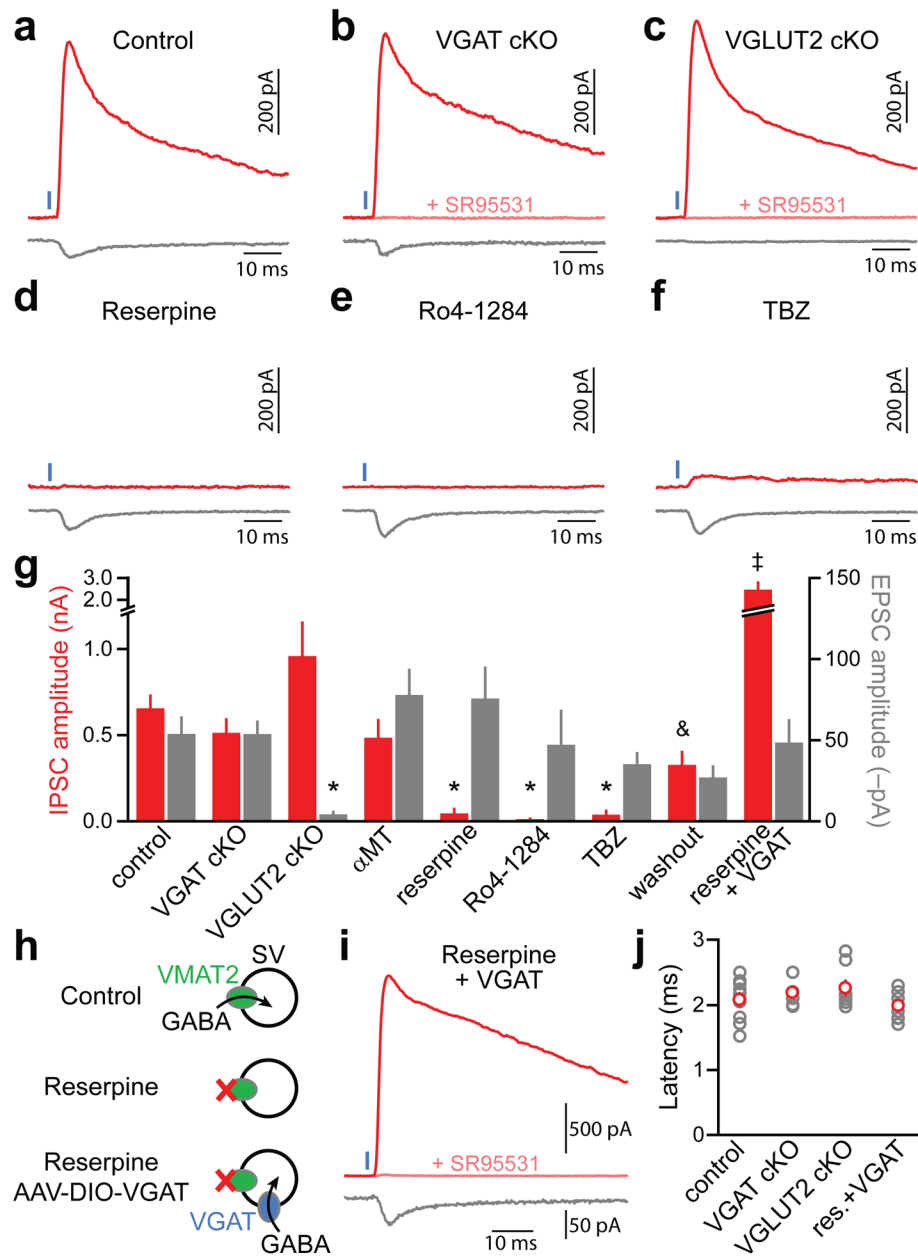 a
Control
200 pA
10 ms
b
VGAT cKO
200 pA
+ SR95531
10 ms
c
VGLUT2 cKO
200 pA
+ SR95531
10 ms
d
Reserpine
200 pA
10 ms
e
Ro4-1284
200 pA
10 ms
f
TBZ
200 pA
10 ms
g
IPSC amplitude (nA)
3.0
2.0
1.0
0.5
0.0
* * * * & ‡
150
100
50
0
EPSC amplitude (–pA)
control
VGAT cKO
VGLUT2 cKO
αMT
reserpine
Ro4-1284
TBZ
washout
reserpine
+ VGAT
h
SV
VMAT2
Control
GABA
Reserpine
Reserpine
AAV-DIO-VGAT
VGAT
GABA
i
Reserpine
+ VGAT
500 pA
+ SR95531
10 ms
50 pA
j
Latency (ms)
3
2
1
0
control
VGAT cKO
VGLUT2 cKO
res.+VGAT